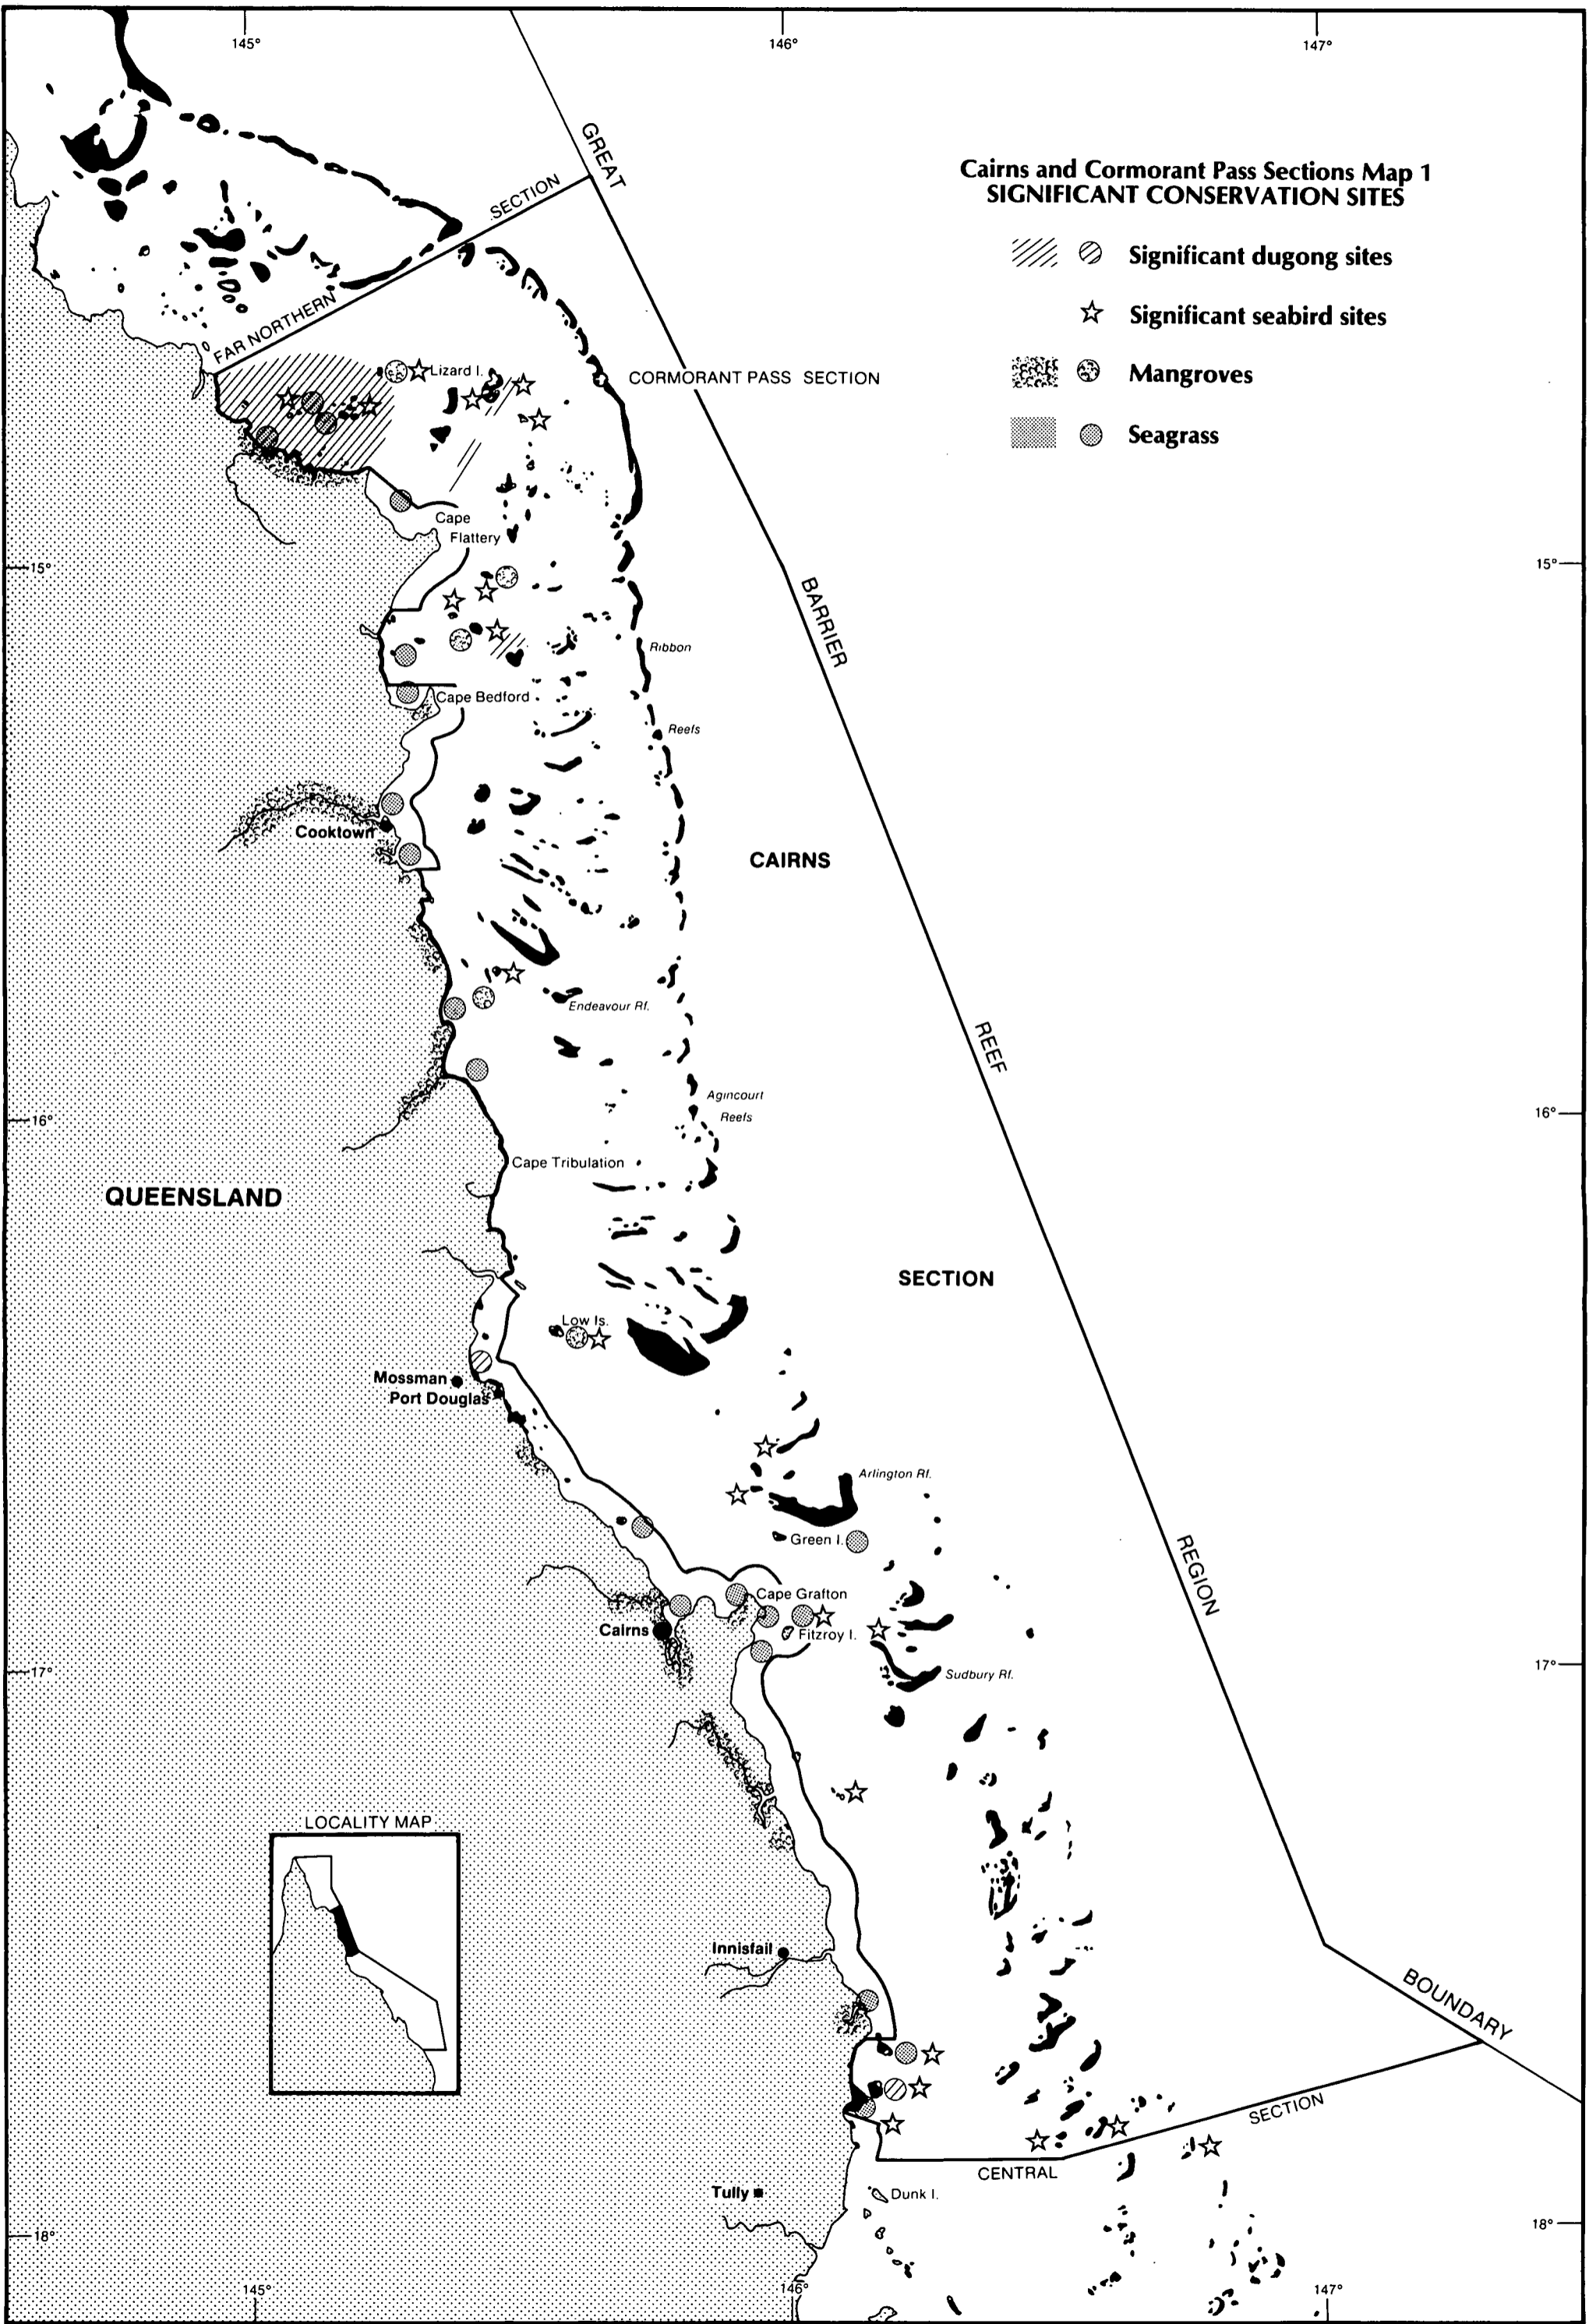 145°
146°
147°
GREAT
SECTION
FAR NORTHERN
Cairns and Cormorant Pass Sections Map 1
SIGNIFICANT CONSERVATION SITES
Significant dugong sites
Significant seabird sites
Mangroves
Seagrass
Lizard I.
CORMORANT PASS SECTION
Cape
Flattery
15°
15°
BARRIER
Ribbon
Cape Bedford
Reefs
Cooktown
CAIRNS
Endeavour Rf.
REEF
Agincourt
Reefs
16°
16°
Cape Tribulation
QUEENSLAND
SECTION
Low Is.
Mossman
Port Douglas
Arlington Rf.
Green I.
REGION
Cape Grafton
Cairns
Fitzroy I.
17°
17°
Sudbury Rf.
LOCALITY MAP
Innisfail
BOUNDARY
SECTION
CENTRAL
Tully
Dunk I.
18°
18°
145°
146°
147°